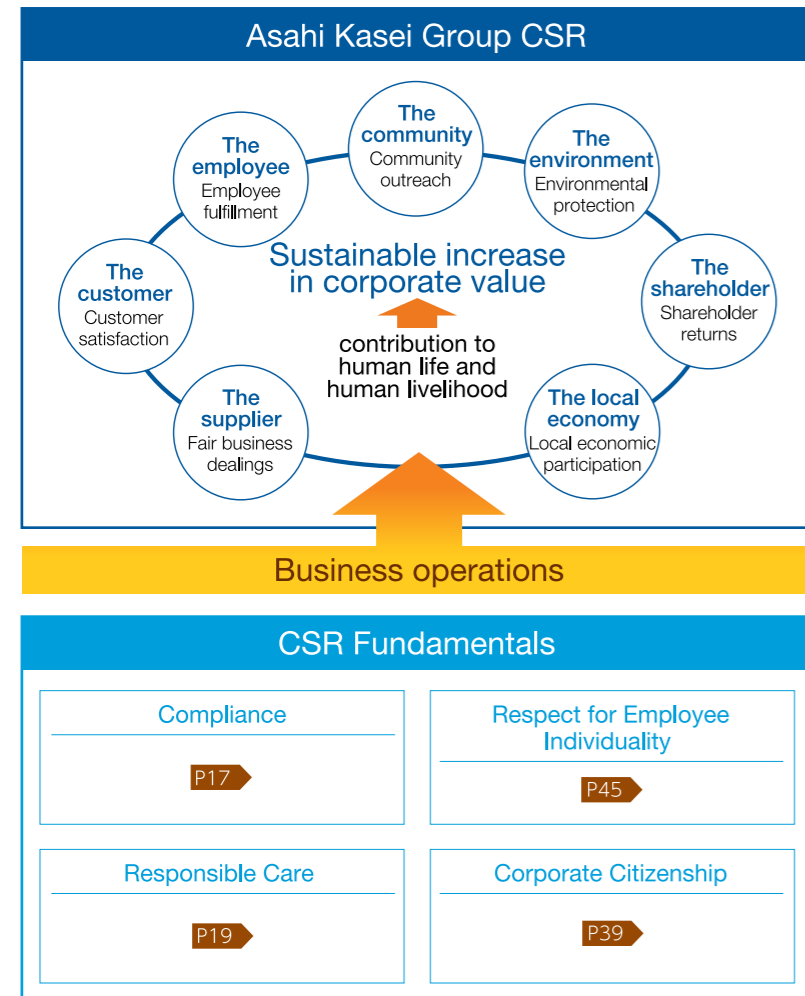 Asahi Kasei Group CSR
The
community
Community
outreach
The
employee
Employee
fulfillment
The
environment
Environmental
protection
The
customer
Customer
satisfaction
Sustainable increase
in corporate value
The
shareholder
Shareholder
returns
contribution to
human life and
human livelihood
The
supplier
Fair business
dealings
The local
economy
Local economic
participation
Business operations
CSR Fundamentals
Compliance
P17
Respect for Employee
Individuality
P45
Responsible Care
P19
Corporate Citizenship
P39